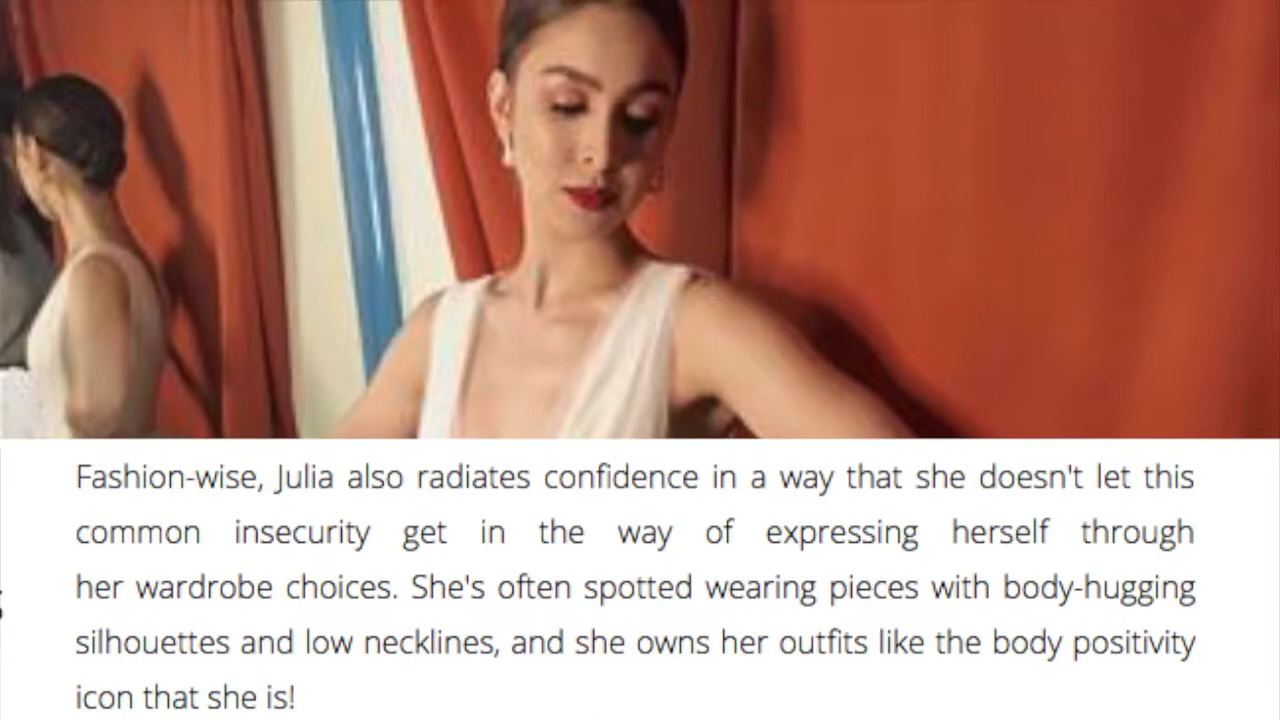 Fashion-wise, Julia also radiates confidence in a way that she doesn't let this
common insecurity get in the way of expressing herself through
her wardrobe choices. She's often spotted wearing pieces with body-hugging
silhouettes and low necklines, and she owns her outfits like the body positivity
icon that she is!